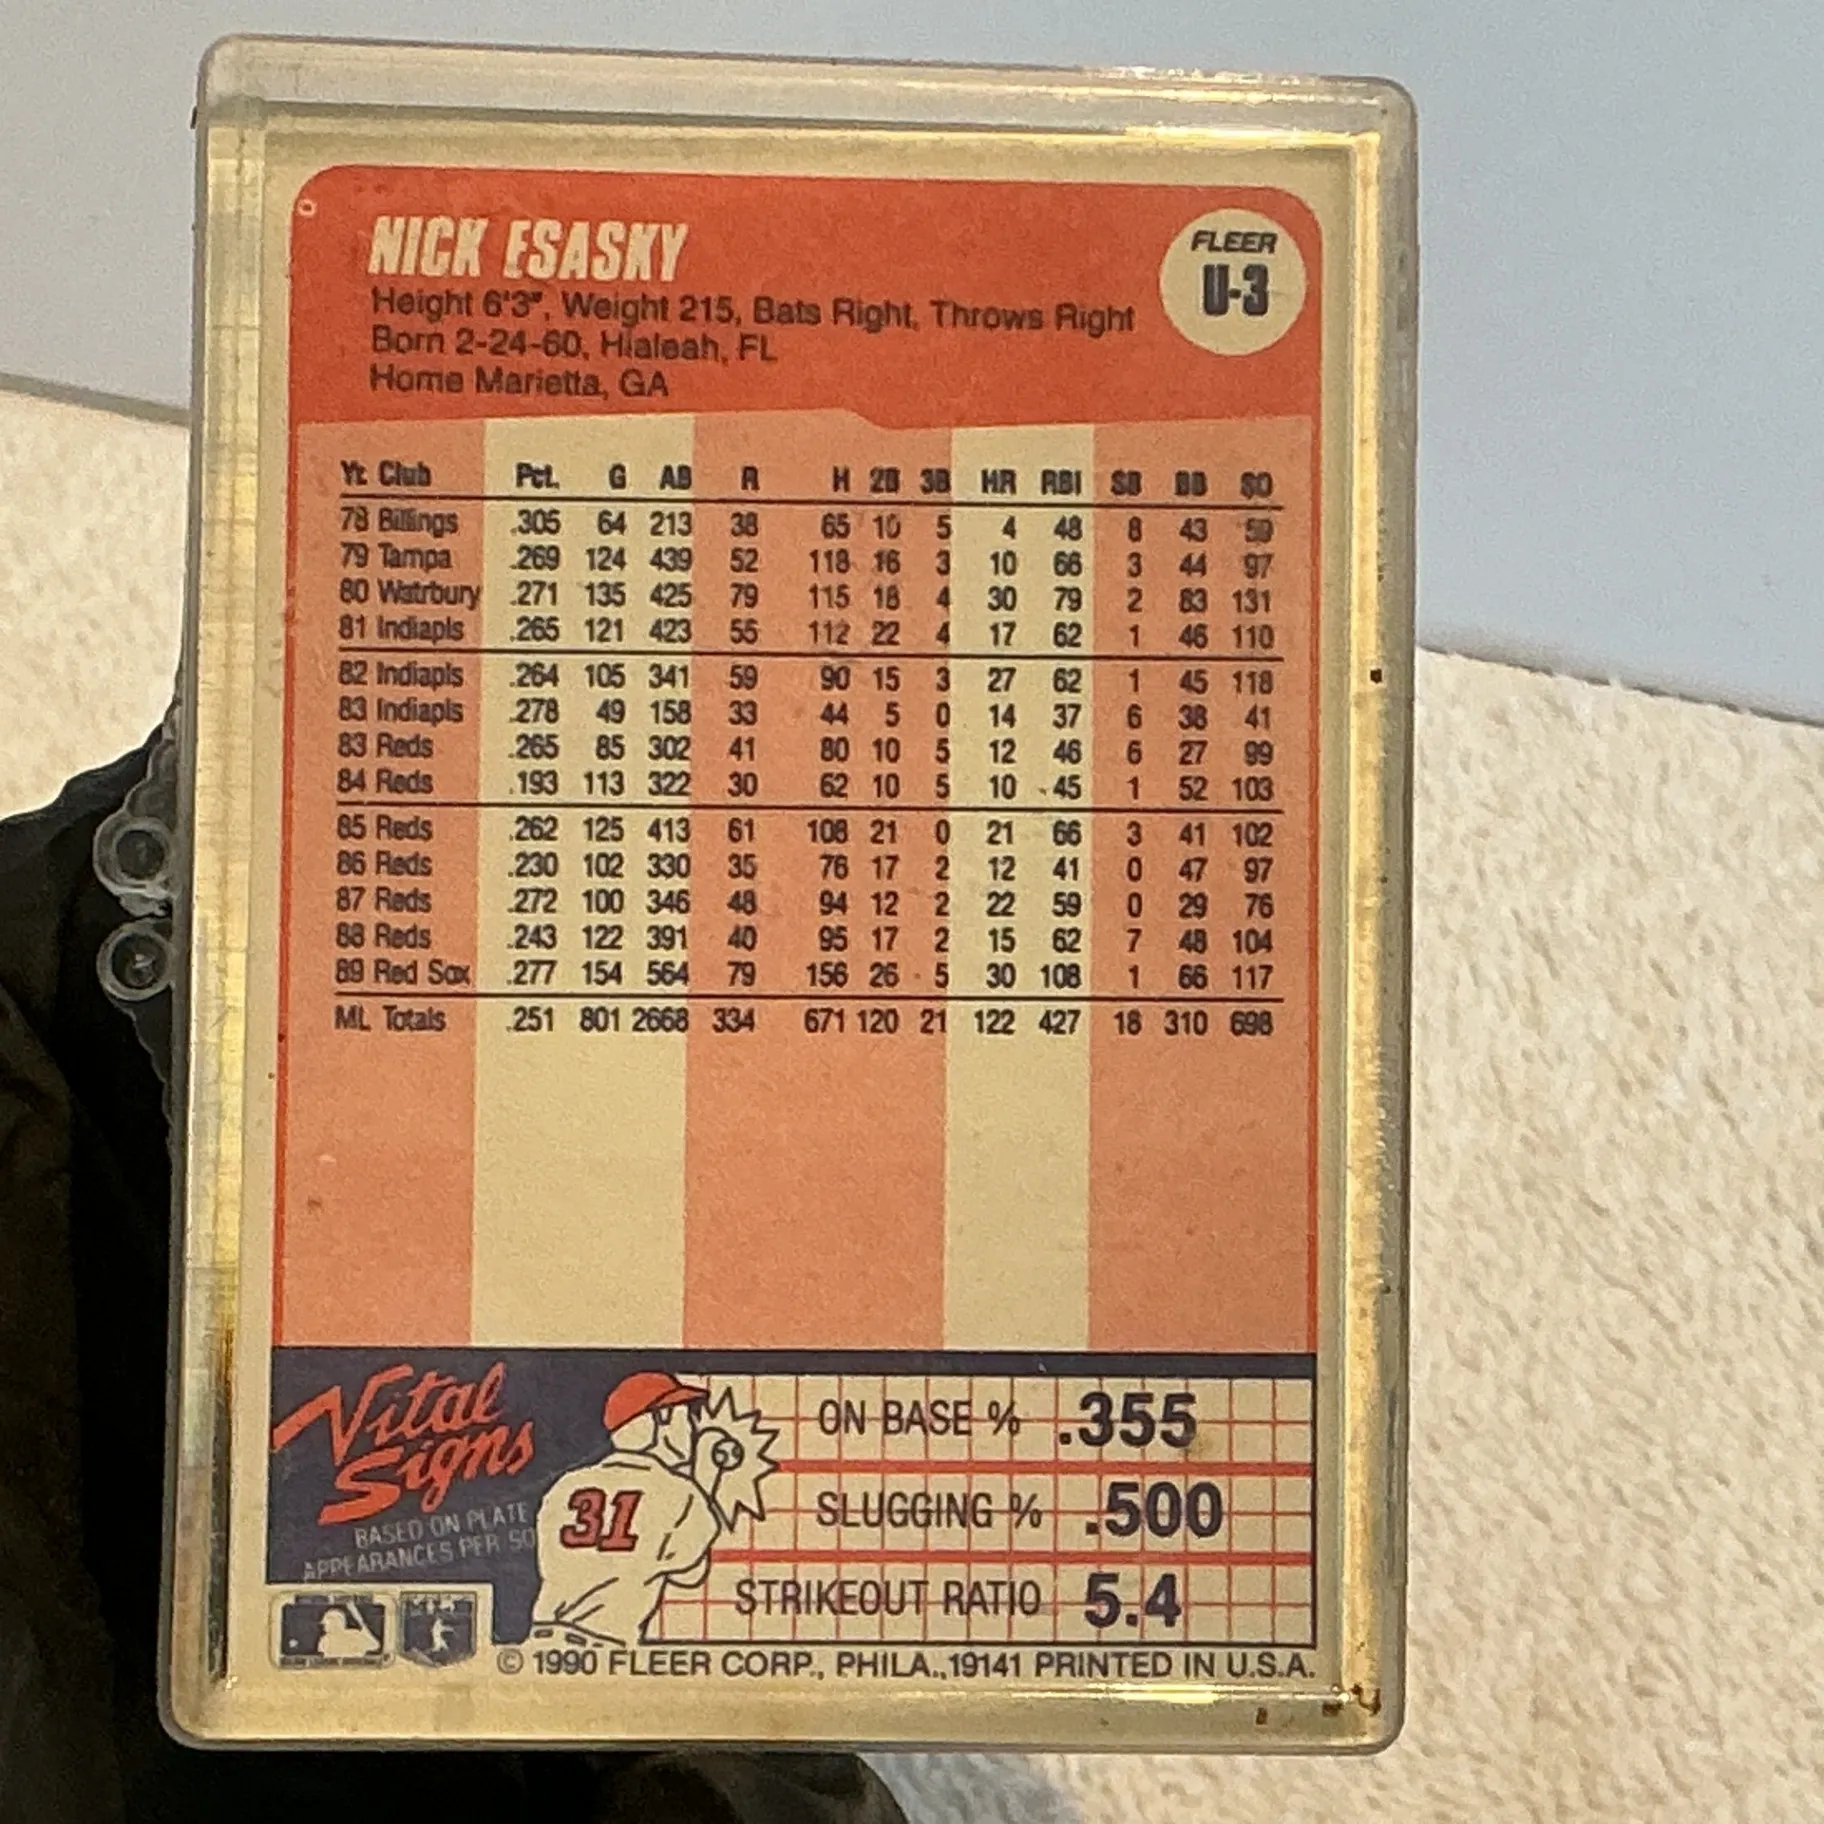 NICK ESASKY
FLEER
U-3
Height 6'3", Weight 215, Bats Right, Throws Right
Born 2-24-60, Hialeah, FL
Home Marietta, GA
Yr. Club Pct. G AB R H 2B 3B HR RBI SB BB SO
78 Billings .305 64 213 38 65 10 5 4 48 8 43 59
79 Tampa .269 124 439 52 118 16 3 10 66 3 44 97
80 Watrbury .271 135 425 79 115 18 4 30 79 2 83 131
81 Indiapls .265 121 423 55 112 22 4 17 62 1 46 110
82 Indiapls .264 105 341 59 90 15 3 27 62 1 45 118
83 Indiapls .278 49 158 33 44 5 0 14 37 6 38 41
83 Reds .265 85 302 41 80 10 5 12 46 6 27 99
84 Reds .193 113 322 30 62 10 5 10 45 1 52 103
85 Reds .262 125 413 61 108 21 0 21 66 3 41 102
86 Reds .230 102 330 35 76 17 2 12 41 0 47 97
87 Reds .272 100 346 48 94 12 2 22 59 0 29 76
88 Reds .243 122 391 40 95 17 2 15 62 7 48 104
89 Red Sox .277 154 564 79 156 26 5 30 108 1 66 117
ML Totals .251 801 2668 334 671 120 21 122 427 18 310 698
Vital
Signs
BASED ON PLATE
APPEARANCES PER SO
31
ON BASE % .355
SLUGGING % .500
STRIKEOUT RATIO 5.4
© 1990 FLEER CORP., PHILA., 19141 PRINTED IN U.S.A.